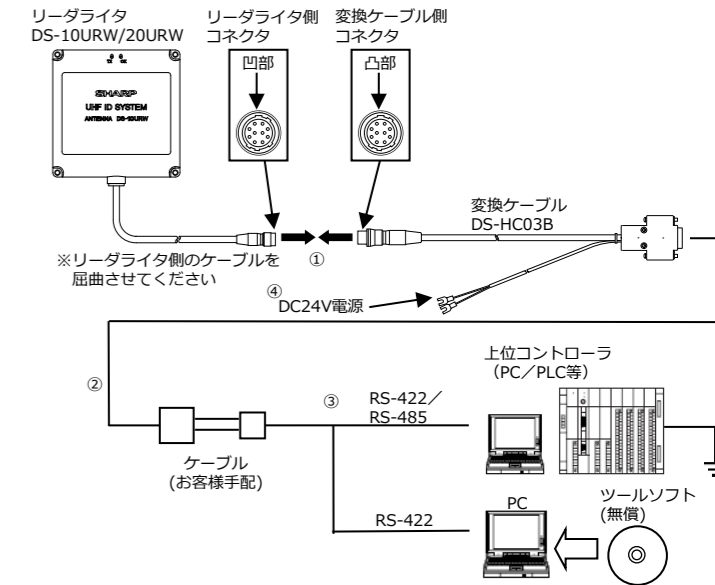 リーダライタ
DS-10URW/20URW
リーダライタ側
コネクタ
凹部
変換ケーブル側
コネクタ
凸部
TX OK
SHARP
UHF ID SYSTEM
ANTENNA DS-10URW
変換ケーブル
DS-HC03B
①
※リーダライタ側のケーブルを
屈曲させてください
④
DC24V電源
②
ケーブル
(お客様手配)
③
RS-422／
RS-485
上位コントローラ
（PC／PLC等）
RS-422
PC
ツールソフト
(無償)